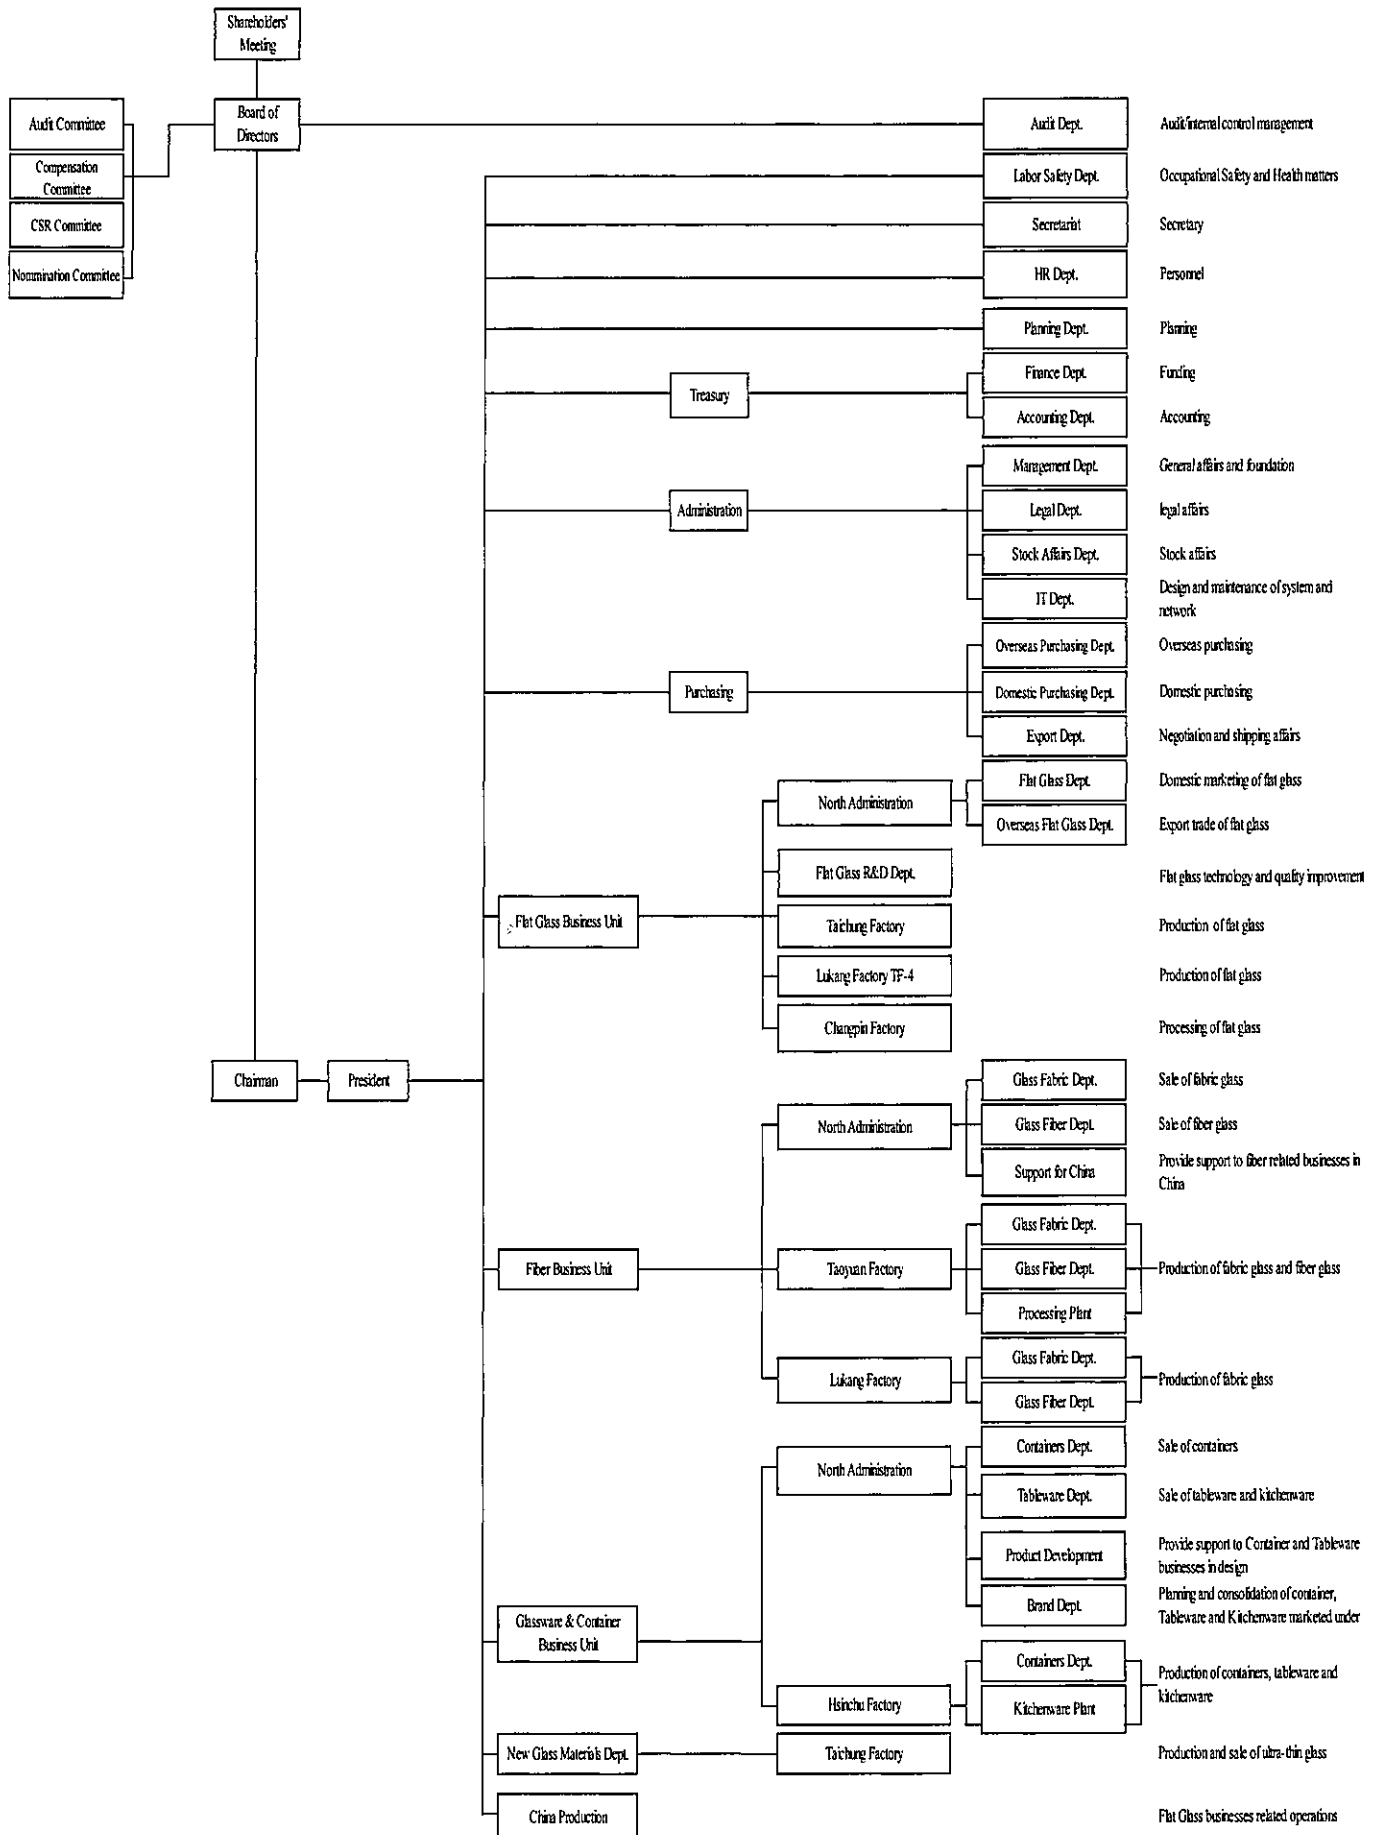 Shareholders'
Meeting
Board of
Directors
Audit Committee
Compensation
Committee
CSR Committee
Nommination Committee
Audit Dept.
Audit/internal control management
Labor Safety Dept.
Occupational Safety and Health matters
Secretariat
Secretary
HR Dept.
Personnel
Planning Dept.
Planning
Treasury
Finance Dept.
Funding
Accounting Dept.
Accounting
Administration
Management Dept.
General affairs and foundation
Legal Dept.
legal affairs
Stock Affairs Dept.
Stock affairs
IT Dept.
Design and maintenance of system and
network
Purchasing
Overseas Purchasing Dept.
Overseas purchasing
Domestic Purchasing Dept.
Domestic purchasing
Export Dept.
Negotiation and shipping affairs
Flat Glass Business Unit
North Administration
Flat Glass Dept.
Domestic marketing of flat glass
Overseas Flat Glass Dept.
Export trade of flat glass
Flat Glass R&D Dept.
Flat glass technology and quality improvement
Taichung Factory
Production of flat glass
Lukang Factory TF-4
Production of flat glass
Changpin Factory
Processing of flat glass
Chairman
President
Fiber Business Unit
North Administration
Glass Fabric Dept.
Sale of fabric glass
Glass Fiber Dept.
Sale of fiber glass
Support for China
Provide support to fiber related businesses in
China
Taoyuan Factory
Glass Fabric Dept.
Glass Fiber Dept.
Processing Plant
Production of fabric glass and fiber glass
Lukang Factory
Glass Fabric Dept.
Glass Fiber Dept.
Production of fabric glass
Glassware & Container
Business Unit
North Administration
Containers Dept.
Sale of containers
Tableware Dept.
Sale of tableware and kitchenware
Product Development
Provide support to Container and Tableware
businesses in design
Brand Dept.
Planning and consolidation of container,
Tableware and Kitchenware marketed under
Hsinchu Factory
Containers Dept.
Kitchenware Plant
Production of containers, tableware and
kitchenware
New Glass Materials Dept.
Taichung Factory
Production and sale of ultra-thin glass
China Production
Flat Glass businesses related operations